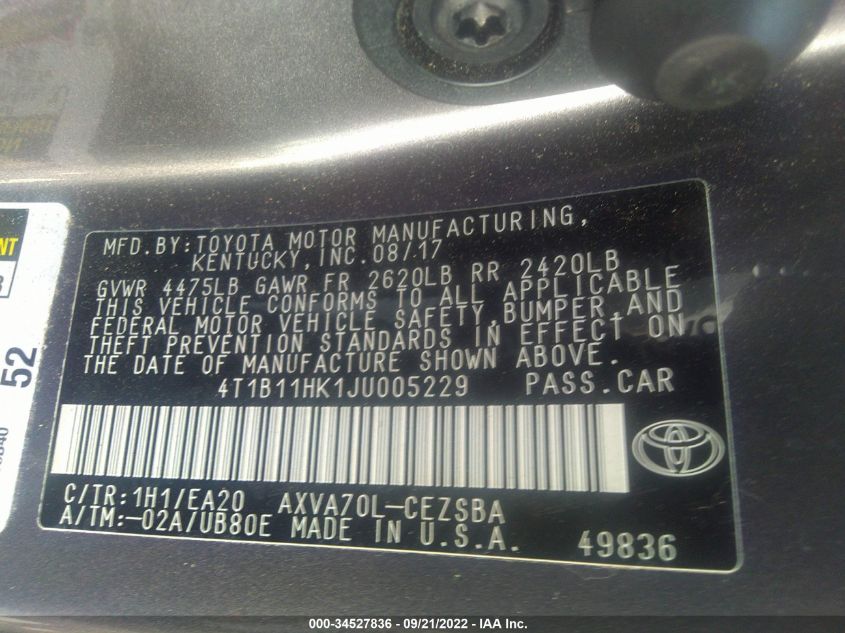 MFD.BY:TOYOTA MOTOR MANUFACTURING,
KENTUCKY,INC.08/17
GVWR 4475LB GAWR FR 2620LB RR 2420LB
THIS VEHICLE CONFORMS TO ALL APPLICABLE
FEDERAL MOTOR VEHICLE SAFETY,BUMPER,AND
THEFT PREVENTION STANDARDS IN EFFECT ON
THE DATE OF MANUFACTURE SHOWN ABOVE.
4T1B11HK1JU005229 PASS.CAR
C/TR:1H1/EA20 AXVA70L-CEZSBA
A/TM:-02A/UB80E MADE IN U.S.A. 49836
52
000-34527836 - 09/21/2022 - IAA Inc.